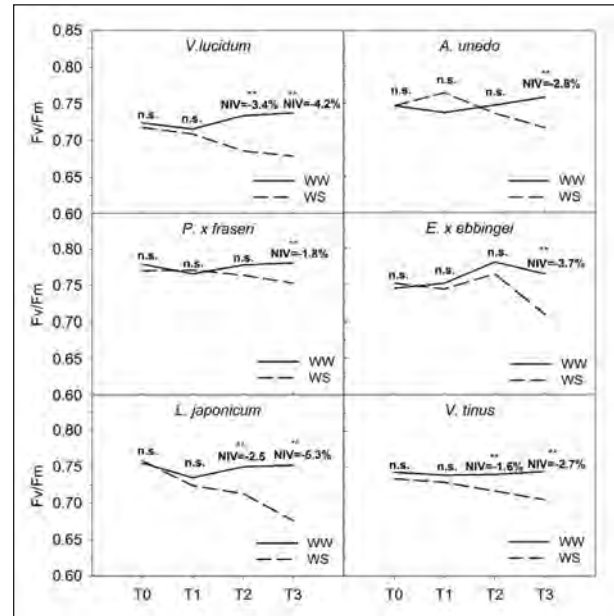 0.85
0.80
0.75
0.70
0.65
0.60
0.80
0.75
0.70
0.65
0.60
0.80
0.75
0.70
0.65
0.60
Fv/Fm
Fv/Fm
Fv/Fm
V.lucidum
n.s. n.s. ** NIV=-3.4% ** NIV=-4.2%
WW
WS
A. unedo
n.s. n.s. n.s. ** NIV=-2.8%
WW
WS
P. x fraseri
n.s. n.s. n.s. ** NIV=-1.8%
WW
WS
E. x ebbingei
n.s. n.s. n.s. ** NIV=-3.7%
WW
WS
L. japonicum
n.s. n.s. NIV=-2.5 NIV=-5.3%
WW
WS
V. tinus
n.s. n.s. ** NIV=-1.6% ** NIV=-2.7%
WW
WS
T0 T1 T2 T3
T0 T1 T2 T3